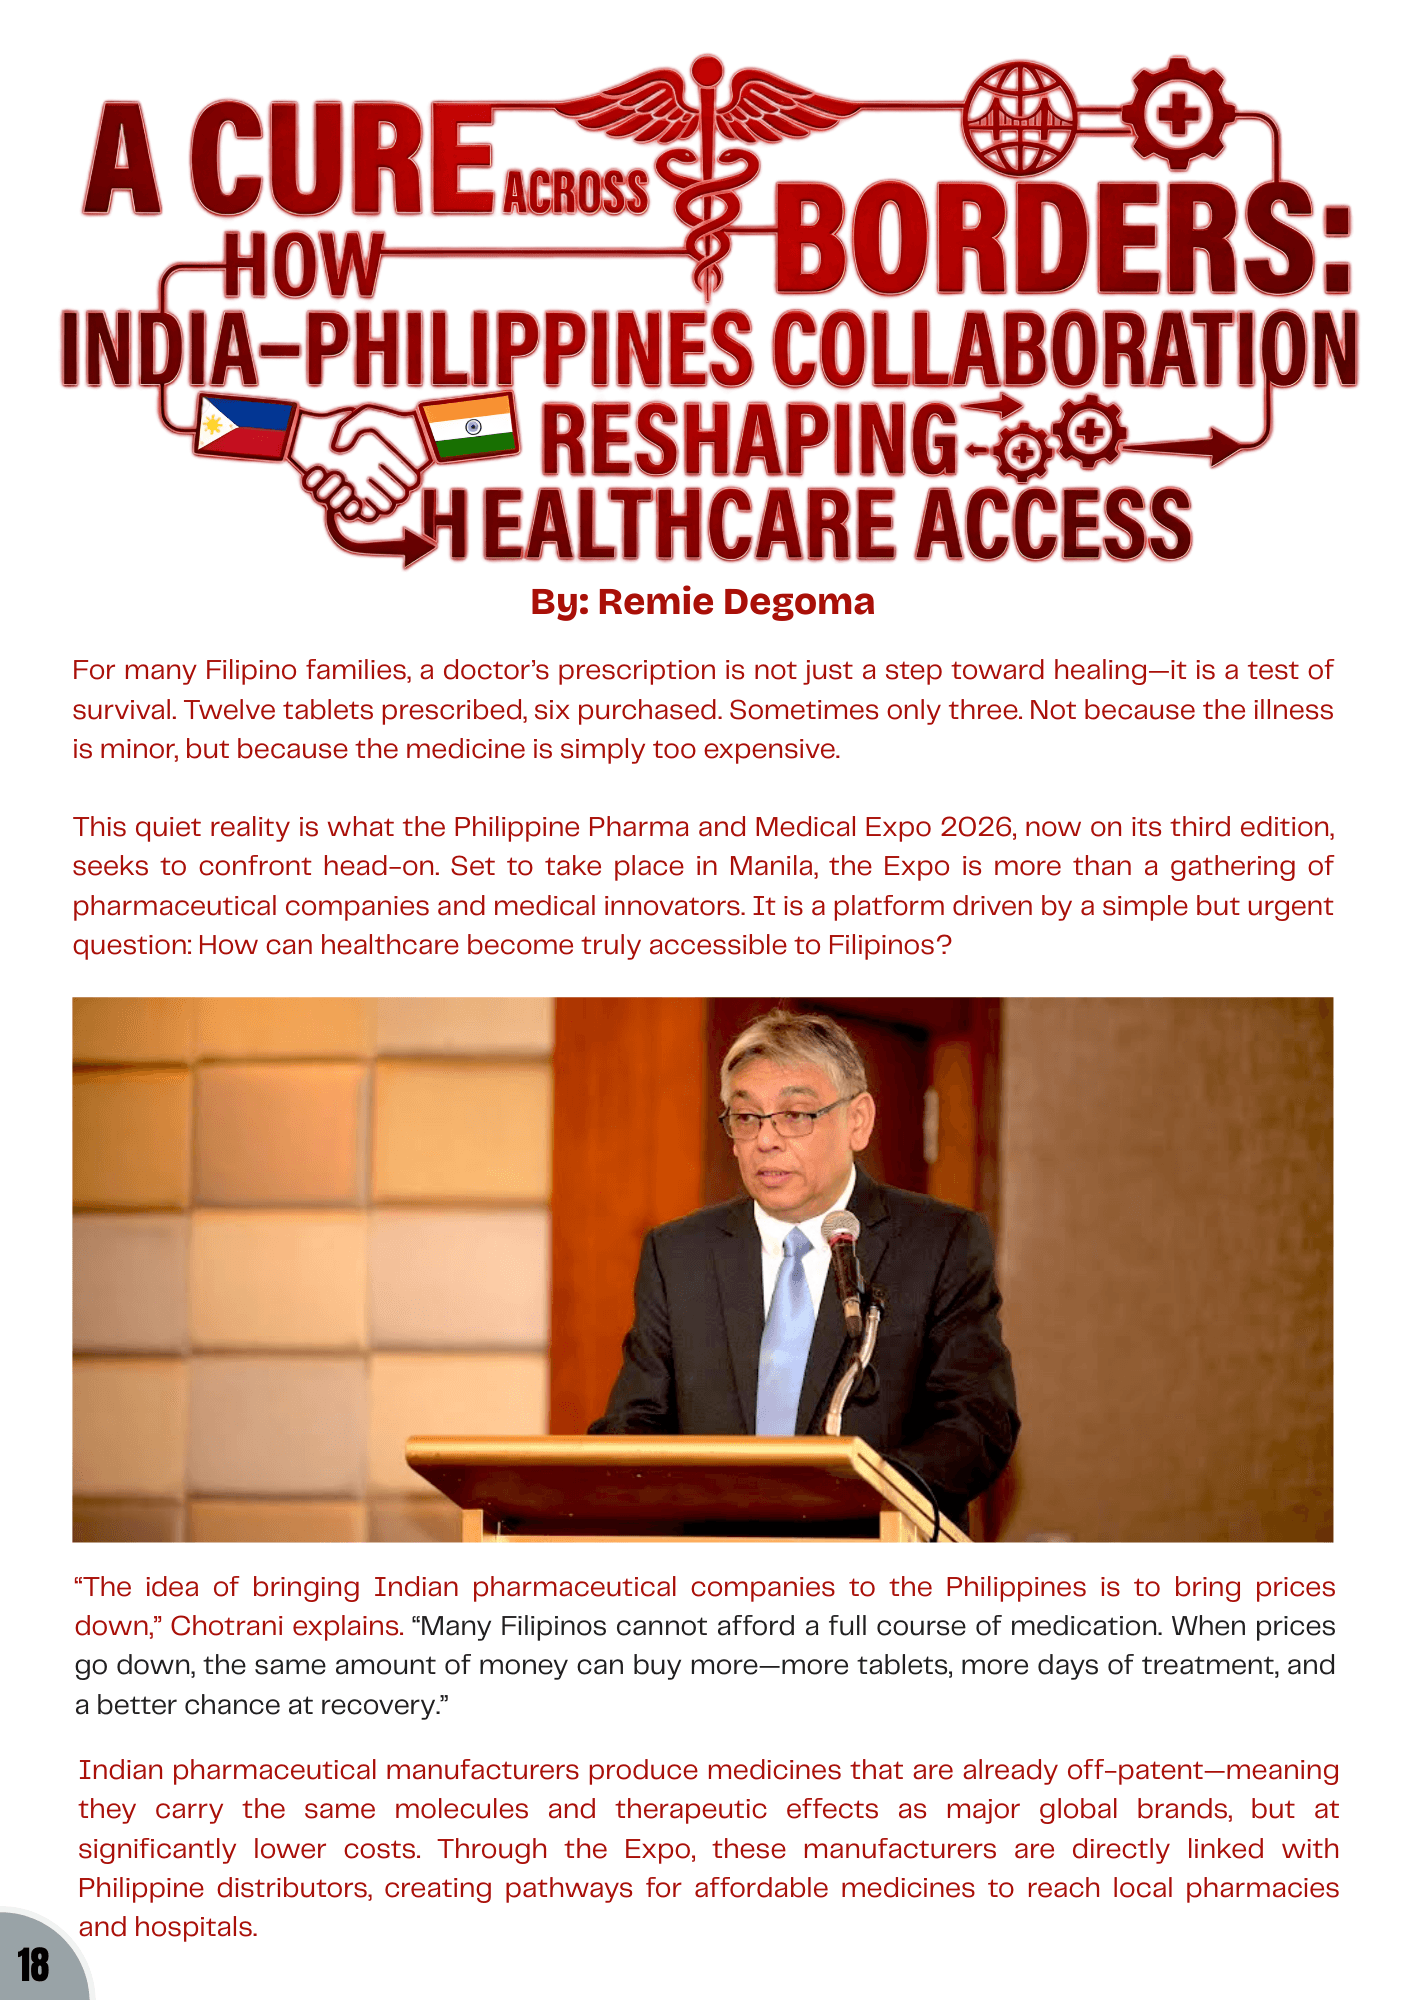 A CURE ACROSS BORDERS:
HOW
INDIA–PHILIPPINES COLLABORATION
RESHAPING
HEALTHCARE ACCESS
By: Remie Degoma
For many Filipino families, a doctor’s prescription is not just a step toward healing—it is a test of
survival. Twelve tablets prescribed, six purchased. Sometimes only three. Not because the illness
is minor, but because the medicine is simply too expensive.
This quiet reality is what the Philippine Pharma and Medical Expo 2026, now on its third edition,
seeks to confront head-on. Set to take place in Manila, the Expo is more than a gathering of
pharmaceutical companies and medical innovators. It is a platform driven by a simple but urgent
question: How can healthcare become truly accessible to Filipinos?
“The idea of bringing Indian pharmaceutical companies to the Philippines is to bring prices
down,” Chotrani explains. “Many Filipinos cannot afford a full course of medication. When prices
go down, the same amount of money can buy more—more tablets, more days of treatment, and
a better chance at recovery.”
Indian pharmaceutical manufacturers produce medicines that are already off-patent—meaning
they carry the same molecules and therapeutic effects as major global brands, but at
significantly lower costs. Through the Expo, these manufacturers are directly linked with
Philippine distributors, creating pathways for affordable medicines to reach local pharmacies
and hospitals.
18